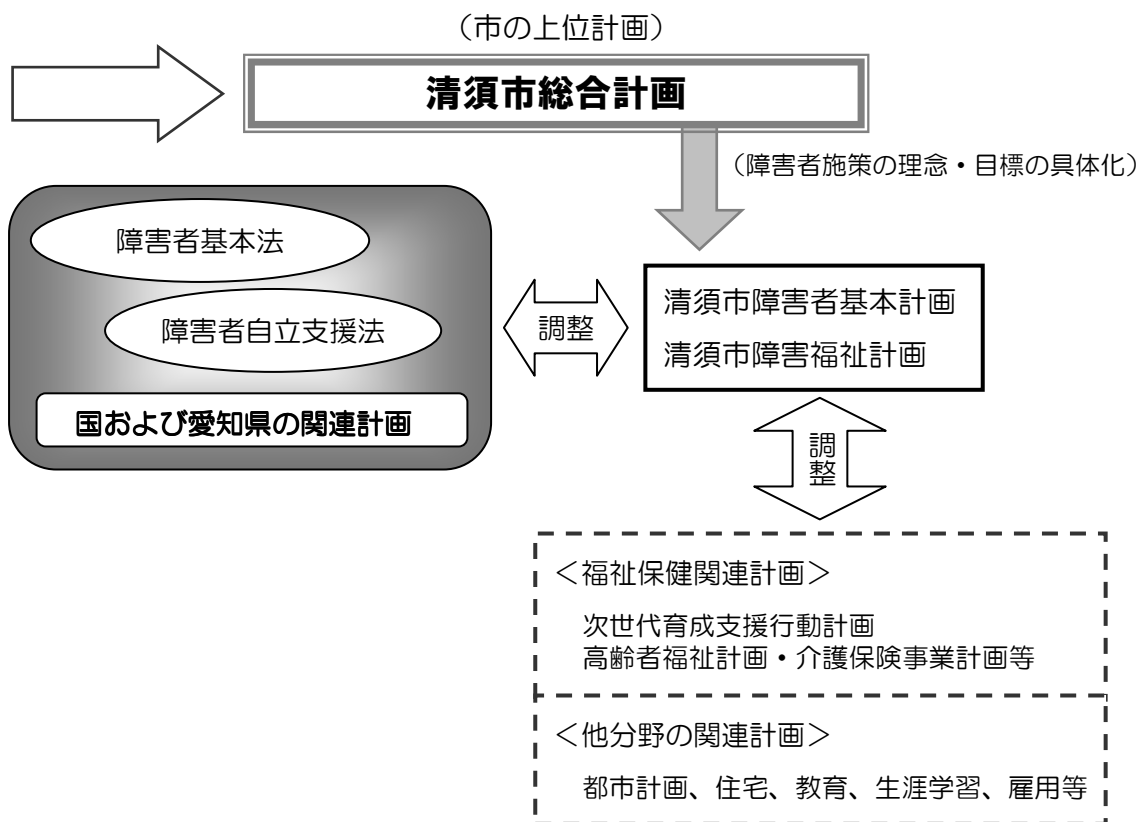 （市の上位計画）
清須市総合計画
（障害者施策の理念・目標の具体化）
障害者基本法
障害者自立支援法
国および愛知県の関連計画
調整
清須市障害者基本計画
清須市障害福祉計画
調整
＜福祉保健関連計画＞
次世代育成支援行動計画
高齢者福祉計画・介護保険事業計画等
＜他分野の関連計画＞
都市計画、住宅、教育、生涯学習、雇用等